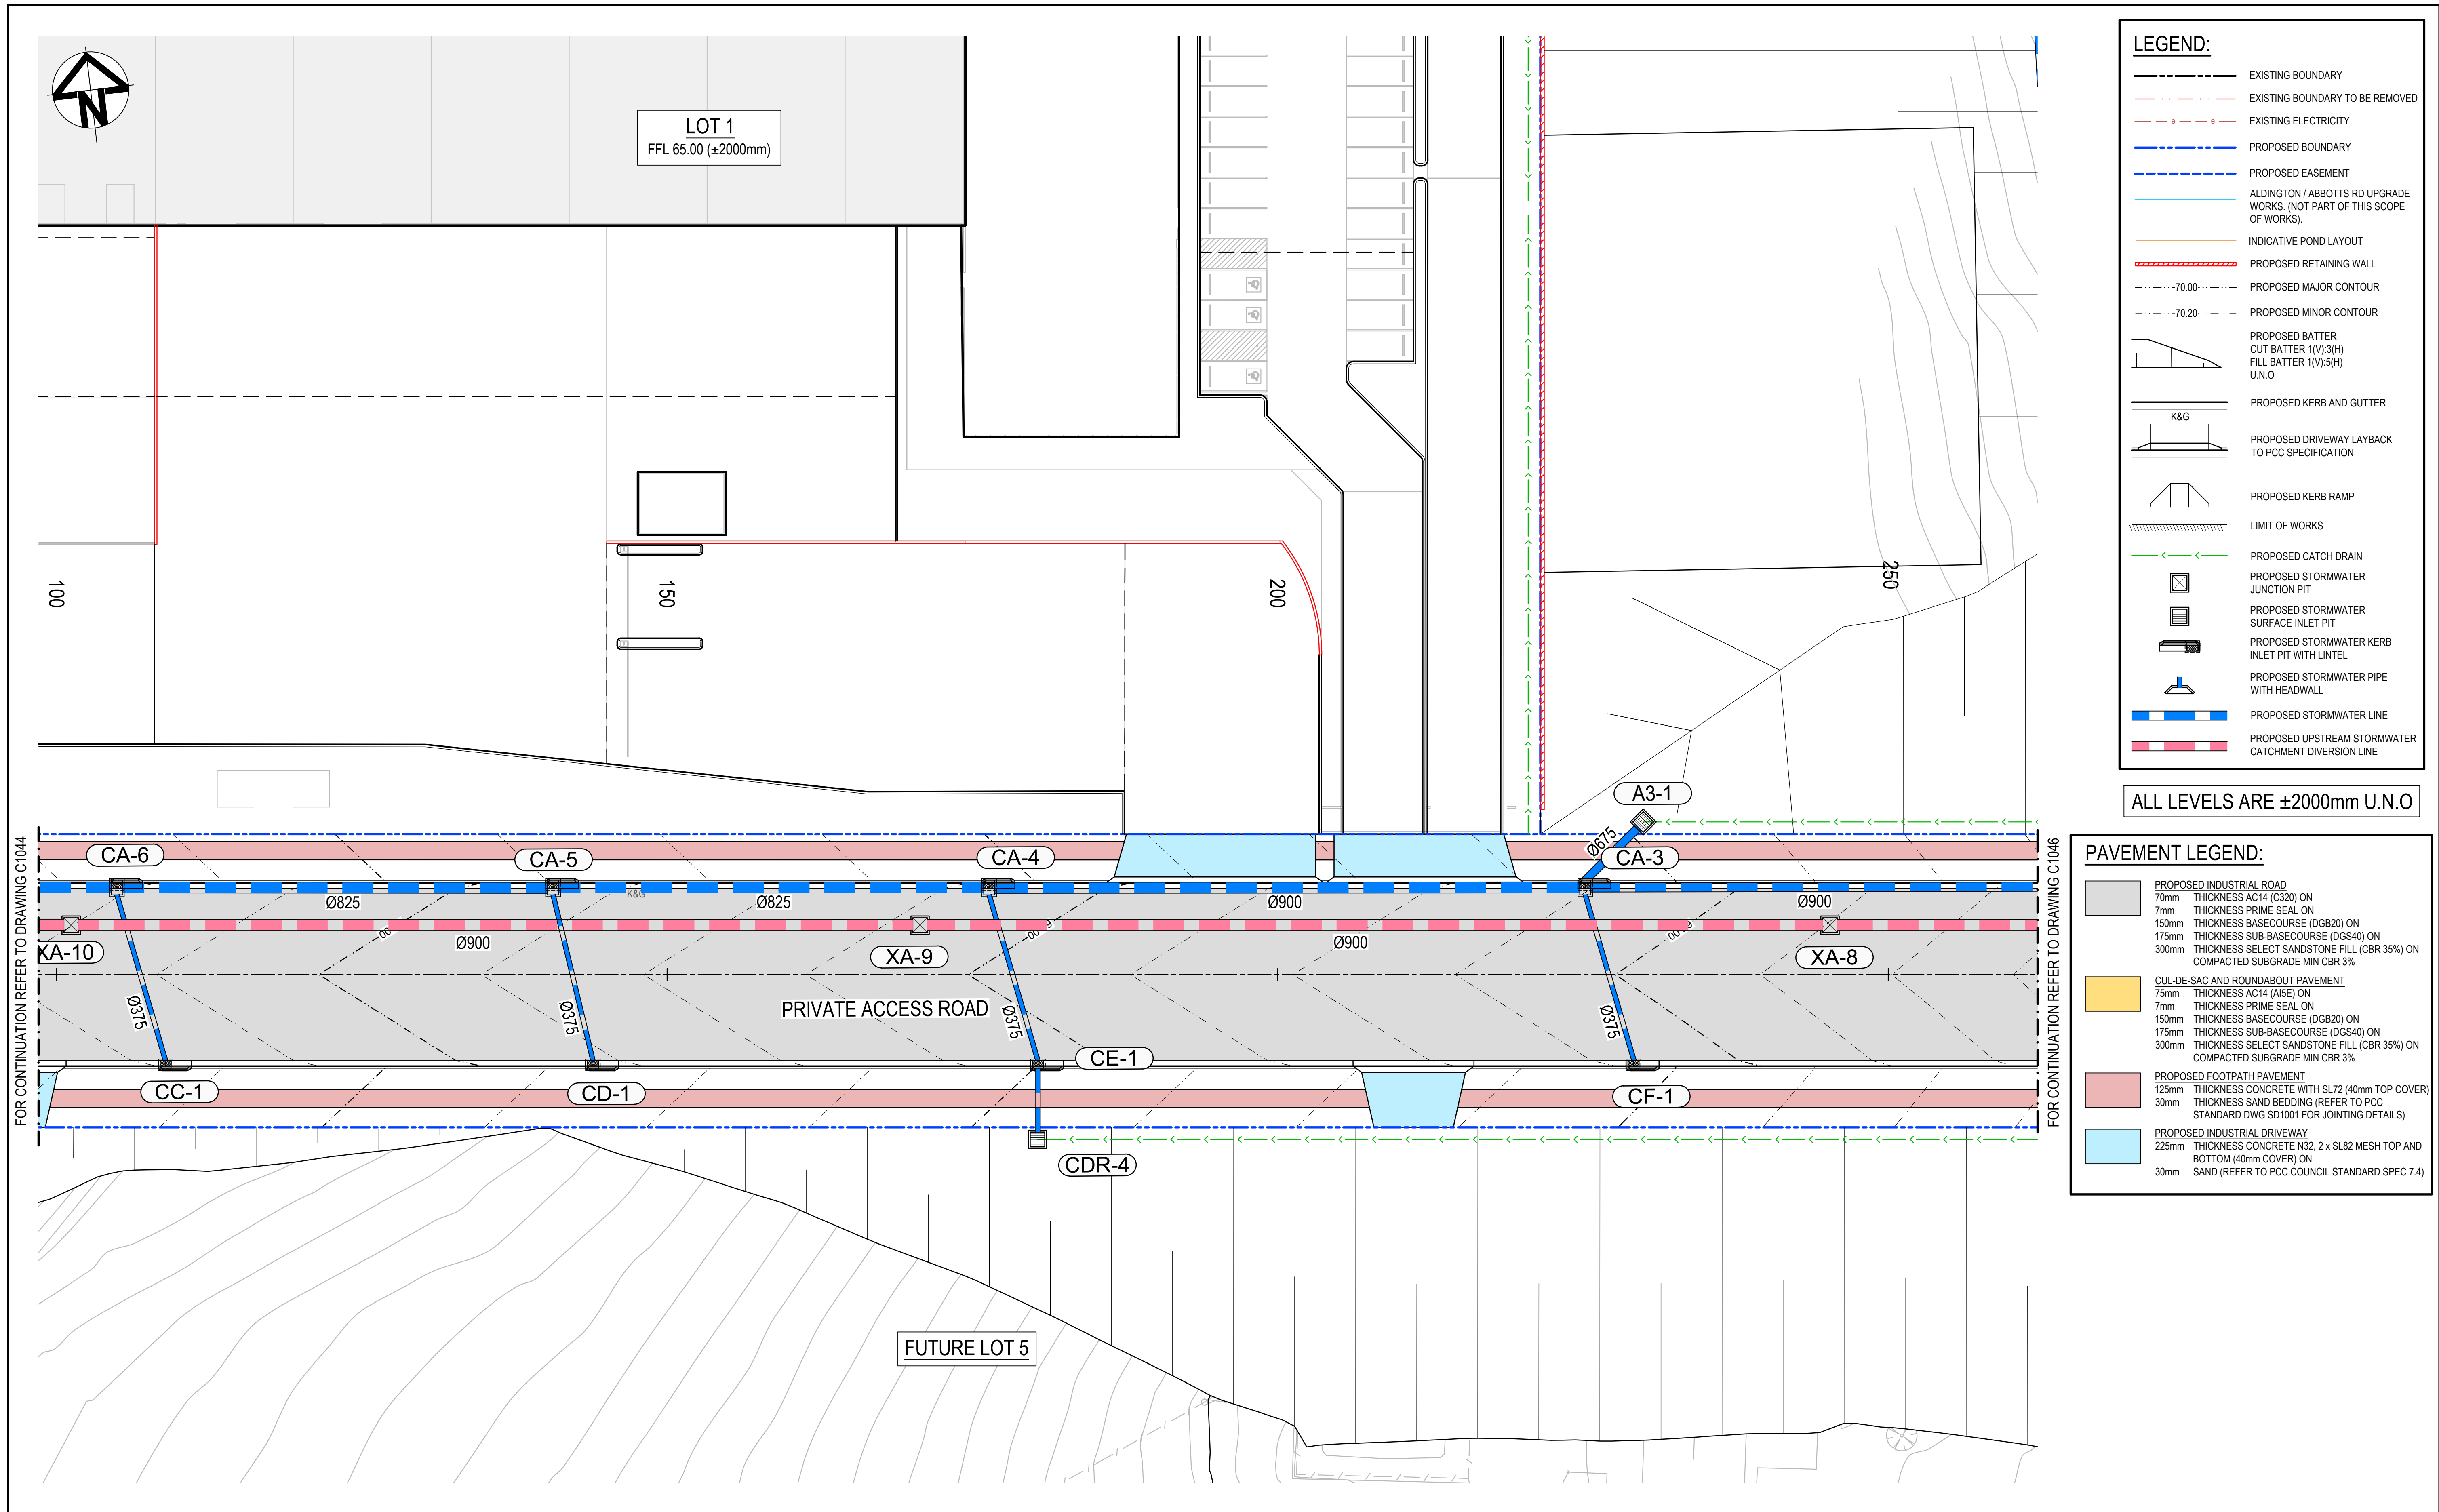 N
LOT 1
FFL 65.00 (±2000mm)
100
150
200
250
A3-1
Ø675
CA-6
CA-5
CA-4
CA-3
K&G
Ø825
Ø825
Ø900
Ø900
XA-10
Ø900
XA-9
Ø900
XA-8
Ø375
Ø375
Ø375
Ø375
PRIVATE ACCESS ROAD
CC-1
CD-1
CE-1
CF-1
CDR-4
FUTURE LOT 5
FOR CONTINUATION REFER TO DRAWING C1044
FOR CONTINUATION REFER TO DRAWING C1046
LEGEND:
EXISTING BOUNDARY
EXISTING BOUNDARY TO BE REMOVED
e e EXISTING ELECTRICITY
PROPOSED BOUNDARY
PROPOSED EASEMENT
ALDINGTON / ABBOTTS RD UPGRADE
WORKS. (NOT PART OF THIS SCOPE
OF WORKS).
INDICATIVE POND LAYOUT
PROPOSED RETAINING WALL
70.00 PROPOSED MAJOR CONTOUR
70.20 PROPOSED MINOR CONTOUR
PROPOSED BATTER
CUT BATTER 1(V):3(H)
FILL BATTER 1(V):5(H)
U.N.O
PROPOSED KERB AND GUTTER
K&G
PROPOSED DRIVEWAY LAYBACK
TO PCC SPECIFICATION
PROPOSED KERB RAMP
LIMIT OF WORKS
PROPOSED CATCH DRAIN
PROPOSED STORMWATER
JUNCTION PIT
PROPOSED STORMWATER
SURFACE INLET PIT
PROPOSED STORMWATER KERB
INLET PIT WITH LINTEL
PROPOSED STORMWATER PIPE
WITH HEADWALL
PROPOSED STORMWATER LINE
PROPOSED UPSTREAM STORMWATER
CATCHMENT DIVERSION LINE
ALL LEVELS ARE ±2000mm U.N.O
PAVEMENT LEGEND:
PROPOSED INDUSTRIAL ROAD
70mm THICKNESS AC14 (C320) ON
7mm THICKNESS PRIME SEAL ON
150mm THICKNESS BASECOURSE (DGB20) ON
175mm THICKNESS SUB-BASECOURSE (DGS40) ON
300mm THICKNESS SELECT SANDSTONE FILL (CBR 35%) ON
COMPACTED SUBGRADE MIN CBR 3%
CUL-DE-SAC AND ROUNDABOUT PAVEMENT
75mm THICKNESS AC14 (AI5E) ON
7mm THICKNESS PRIME SEAL ON
150mm THICKNESS BASECOURSE (DGB20) ON
175mm THICKNESS SUB-BASECOURSE (DGS40) ON
300mm THICKNESS SELECT SANDSTONE FILL (CBR 35%) ON
COMPACTED SUBGRADE MIN CBR 3%
PROPOSED FOOTPATH PAVEMENT
125mm THICKNESS CONCRETE WITH SL72 (40mm TOP COVER)
30mm THICKNESS SAND BEDDING (REFER TO PCC
STANDARD DWG SD1001 FOR JOINTING DETAILS)
PROPOSED INDUSTRIAL DRIVEWAY
225mm THICKNESS CONCRETE N32, 2 x SL82 MESH TOP AND
BOTTOM (40mm COVER) ON
30mm SAND (REFER TO PCC COUNCIL STANDARD SPEC 7.4)